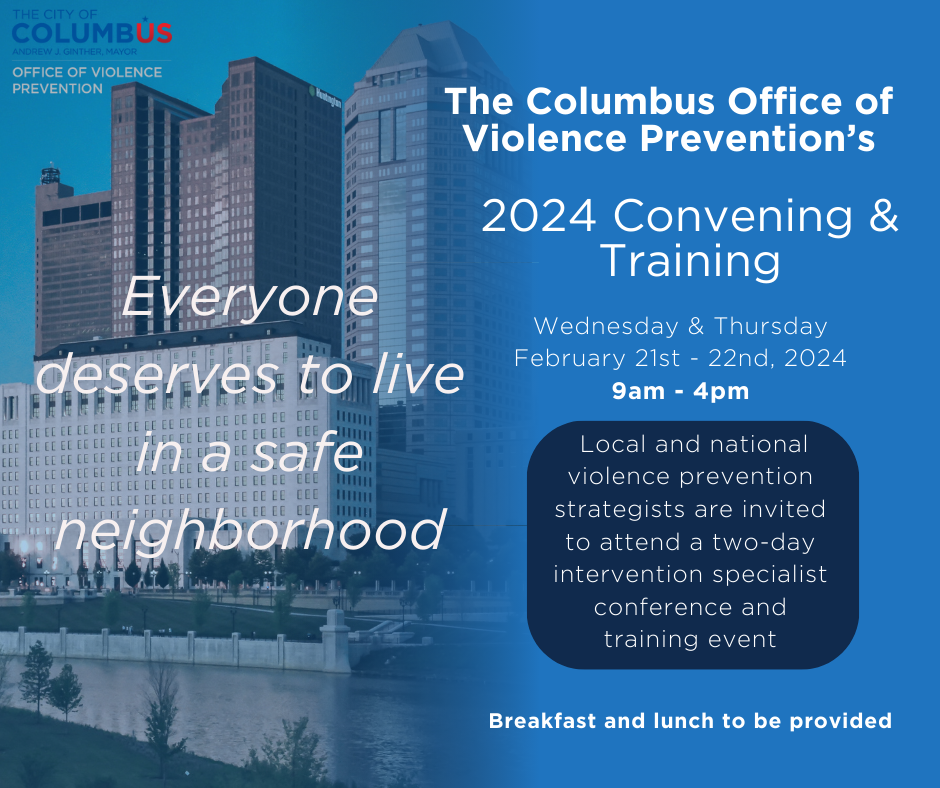 THE CITY OF
COLUMBUS
ANDREW J. GINTHER, MAYOR
OFFICE OF VIOLENCE
PREVENTION
Huntington
Everyone
deserves to live
in a safe
neighborhood
The Columbus Office of
Violence Prevention’s
2024 Convening &
Training
Wednesday & Thursday
February 21st - 22nd, 2024
9am - 4pm
Local and national
violence prevention
strategists are invited
to attend a two-day
intervention specialist
conference and
training event
Breakfast and lunch to be provided